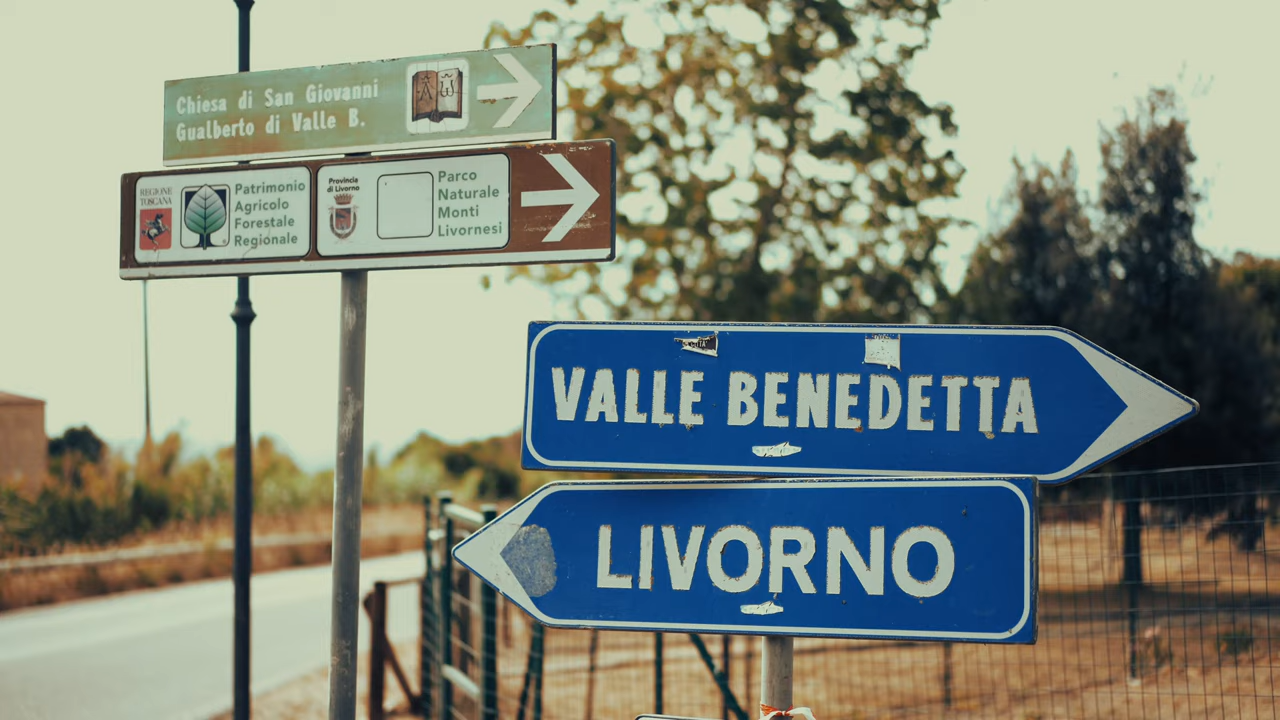 Chiesa di San Giovanni
Gualberto di Valle B.
A Ω
REGIONE
TOSCANA
Patrimonio
Agricolo
Forestale
Regionale
Provincia
di Livorno
Parco
Naturale
Monti
Livornesi
VALLE BENEDETTA
LIVORNO